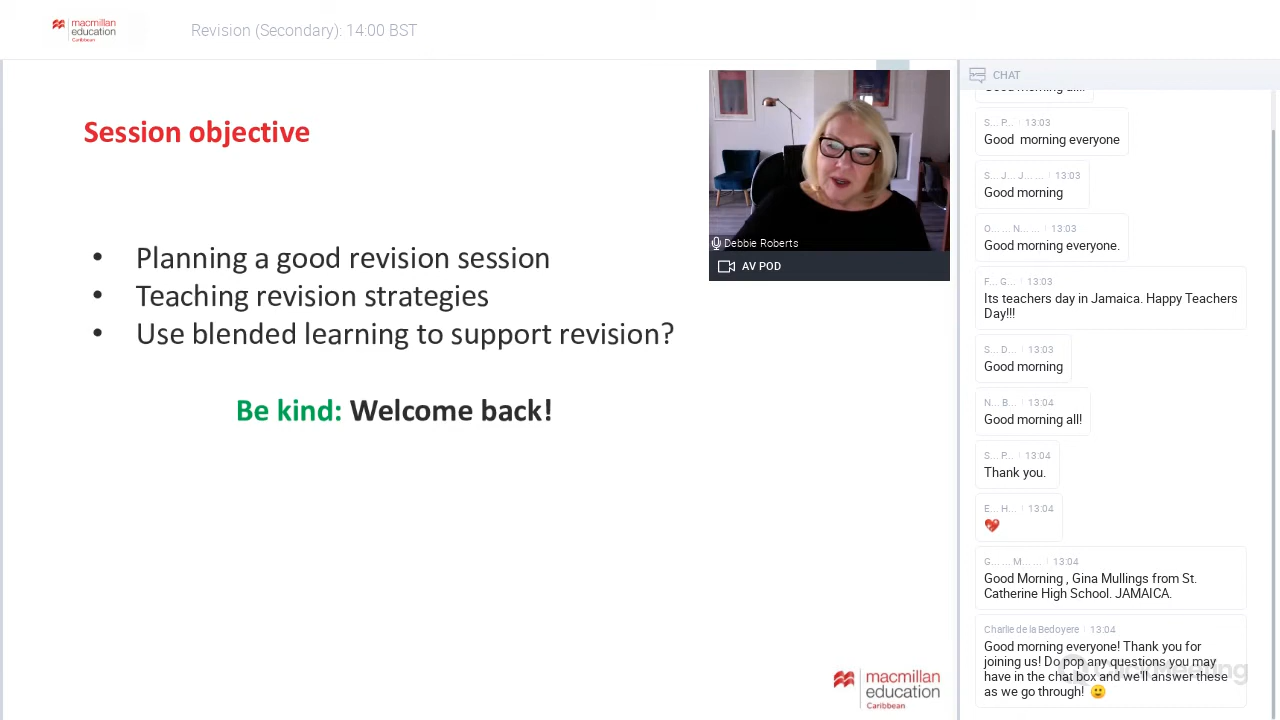 macmillan
education
Caribbean
Revision (Secondary): 14:00 BST
Session objective
• Planning a good revision session
• Teaching revision strategies
• Use blended learning to support revision?
Be kind: Welcome back!
Debbie Roberts
AV POD
macmillan
education
Caribbean
CHAT
Good morning all!
S... P... 13:03
Good morning everyone
S... J... J... ... 13:03
Good morning
O... ... N... ... 13:03
Good morning everyone.
F... G... 13:03
Its teachers day in Jamaica. Happy Teachers
Day!!!
S... D... 13:03
Good morning
N... B... 13:04
Good morning all!
S... P... 13:04
Thank you.
E... H... 13:04
G... ... M... ... 13:04
Good Morning , Gina Mullings from St.
Catherine High School. JAMAICA.
Charlie de la Bedoyere 13:04
Good morning everyone! Thank you for
joining us! Do pop any questions you may
have in the chat box and we'll answer these
as we go through! 🙂